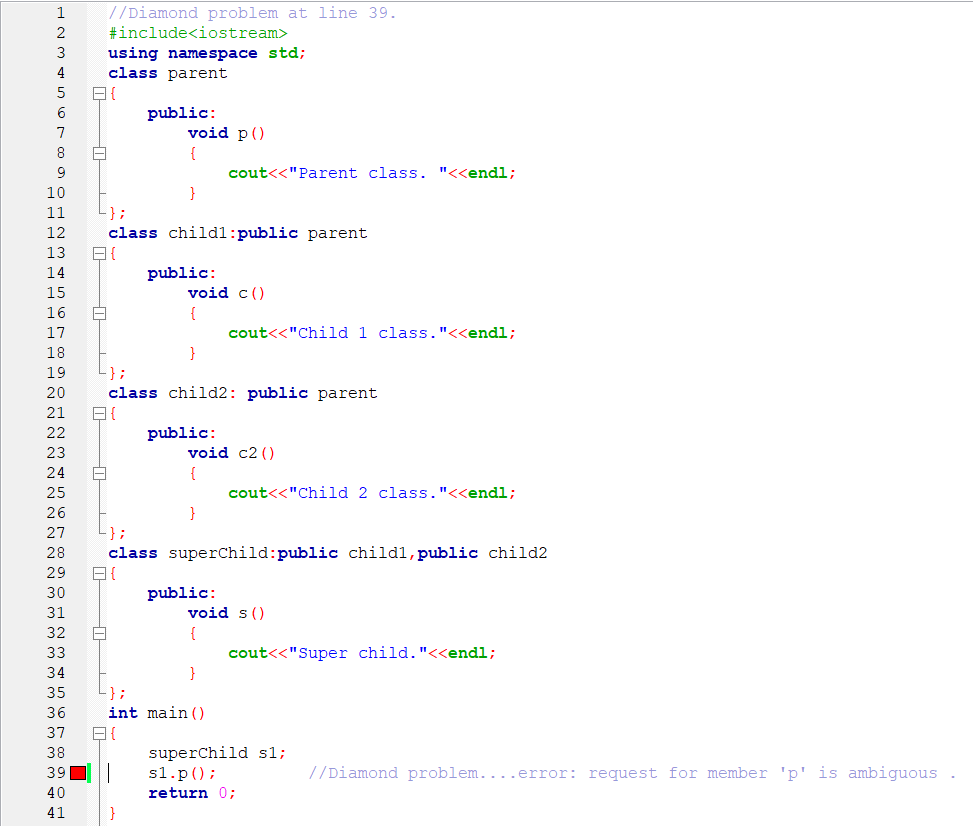 1 //Diamond problem at line 39.
2 #include<iostream>
3 using namespace std;
4 class parent
5 {
6 public:
7 void p()
8 {
9 cout<<"Parent class. "<<endl;
10 }
11 };
12 class child1:public parent
13 {
14 public:
15 void c()
16 {
17 cout<<"Child 1 class."<<endl;
18 }
19 };
20 class child2: public parent
21 {
22 public:
23 void c2()
24 {
25 cout<<"Child 2 class."<<endl;
26 }
27 };
28 class superChild:public child1,public child2
29 {
30 public:
31 void s()
32 {
33 cout<<"Super child."<<endl;
34 }
35 };
36 int main()
37 {
38 superChild s1;
39 s1.p(); //Diamond problem....error: request for member 'p' is ambiguous .
40 return 0;
41 }